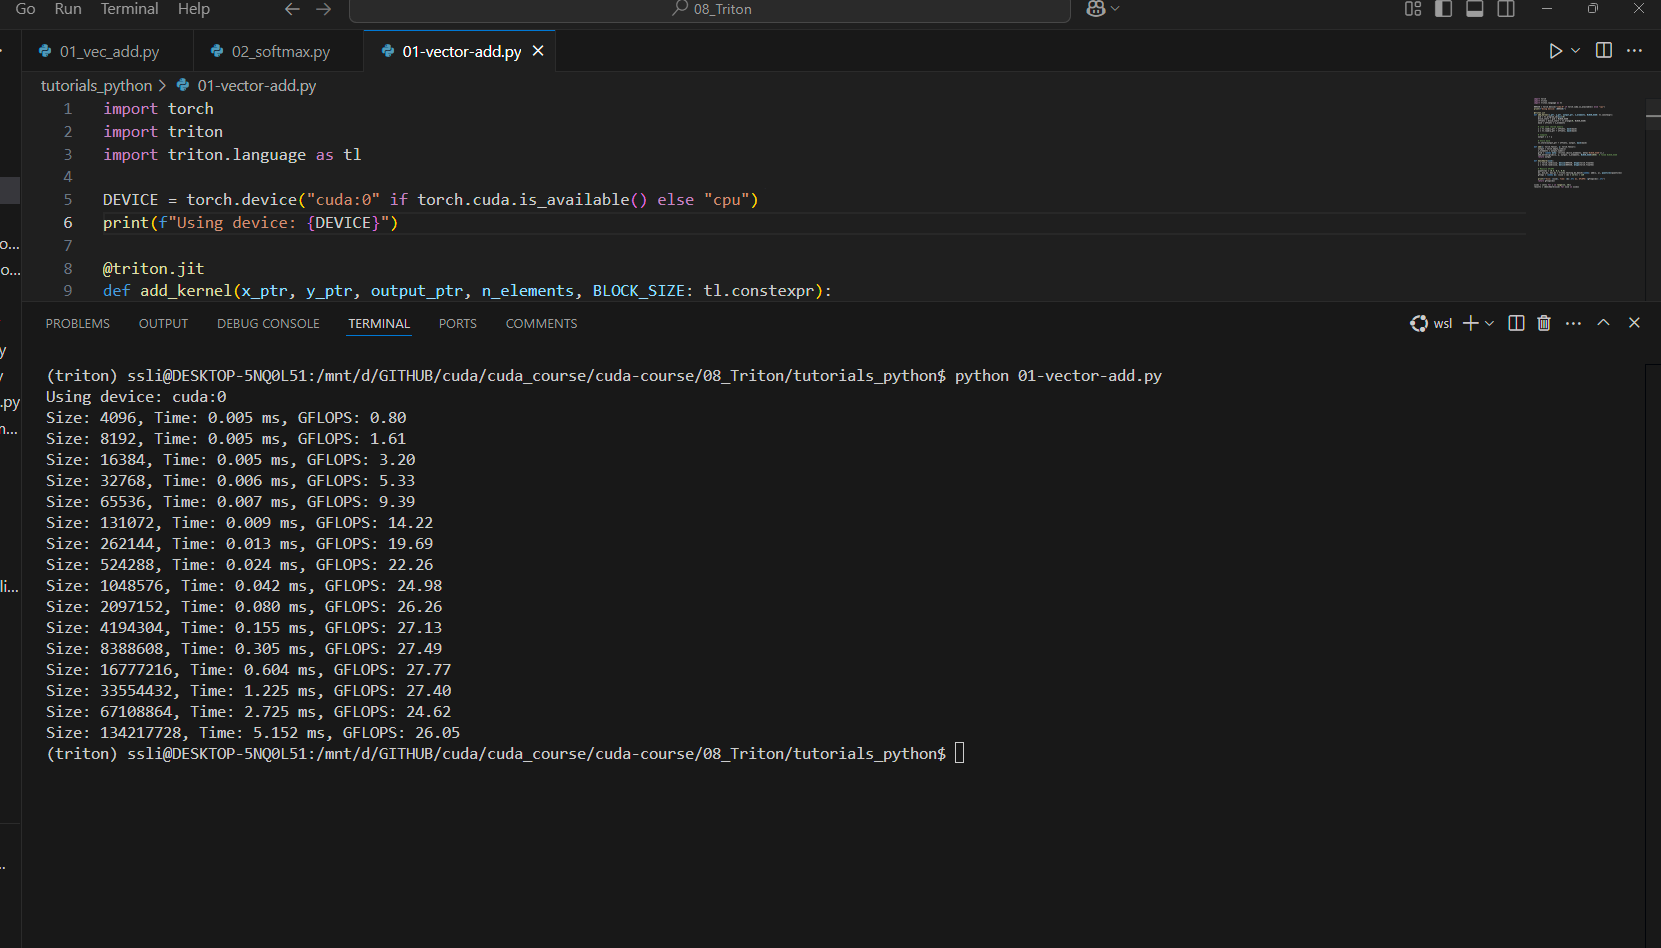 Go Run Terminal Help 08_Triton
01_vec_add.py 02_softmax.py 01-vector-add.py
tutorials_python > 01-vector-add.py
1 import torch
2 import triton
3 import triton.language as tl
4
5 DEVICE = torch.device("cuda:0" if torch.cuda.is_available() else "cpu")
6 print(f"Using device: {DEVICE}")
7
8 @triton.jit
9 def add_kernel(x_ptr, y_ptr, output_ptr, n_elements, BLOCK_SIZE: tl.constexpr):
o...
o...
y
.py
li...
PROBLEMS OUTPUT DEBUG CONSOLE TERMINAL PORTS COMMENTS wsl
(triton) ssli@DESKTOP-5NQ0L51:/mnt/d/GITHUB/cuda/cuda_course/cuda-course/08_Triton/tutorials_python$ python 01-vector-add.py
Using device: cuda:0
Size: 4096, Time: 0.005 ms, GFLOPS: 0.80
Size: 8192, Time: 0.005 ms, GFLOPS: 1.61
Size: 16384, Time: 0.005 ms, GFLOPS: 3.20
Size: 32768, Time: 0.006 ms, GFLOPS: 5.33
Size: 65536, Time: 0.007 ms, GFLOPS: 9.39
Size: 131072, Time: 0.009 ms, GFLOPS: 14.22
Size: 262144, Time: 0.013 ms, GFLOPS: 19.69
Size: 524288, Time: 0.024 ms, GFLOPS: 22.26
Size: 1048576, Time: 0.042 ms, GFLOPS: 24.98
Size: 2097152, Time: 0.080 ms, GFLOPS: 26.26
Size: 4194304, Time: 0.155 ms, GFLOPS: 27.13
Size: 8388608, Time: 0.305 ms, GFLOPS: 27.49
Size: 16777216, Time: 0.604 ms, GFLOPS: 27.77
Size: 33554432, Time: 1.225 ms, GFLOPS: 27.40
Size: 67108864, Time: 2.725 ms, GFLOPS: 24.62
Size: 134217728, Time: 5.152 ms, GFLOPS: 26.05
(triton) ssli@DESKTOP-5NQ0L51:/mnt/d/GITHUB/cuda/cuda_course/cuda-course/08_Triton/tutorials_python$